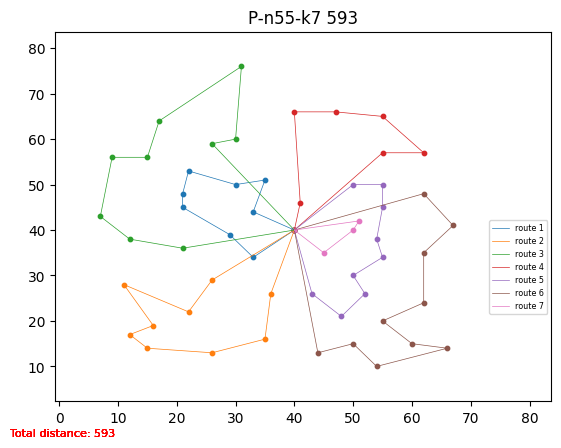 P-n55-k7 593
80
70
60
50
40
30
20
10
0 10 20 30 40 50 60 70 80
route 1
route 2
route 3
route 4
route 5
route 6
route 7
Total distance: 593